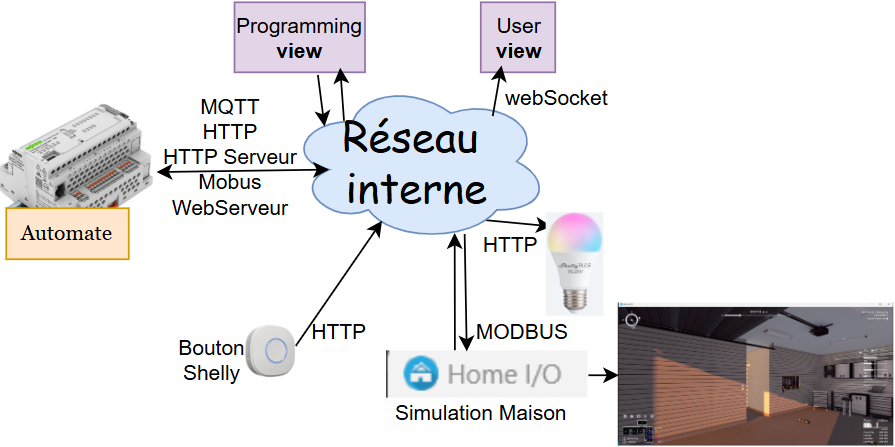 Programming
view
User
view
webSocket
MQTT
HTTP
HTTP Serveur
Mobus
WebServeur
Réseau
interne
Automate
HTTP
Bouton
Shelly
HTTP
MODBUS
Home I/O
Simulation Maison